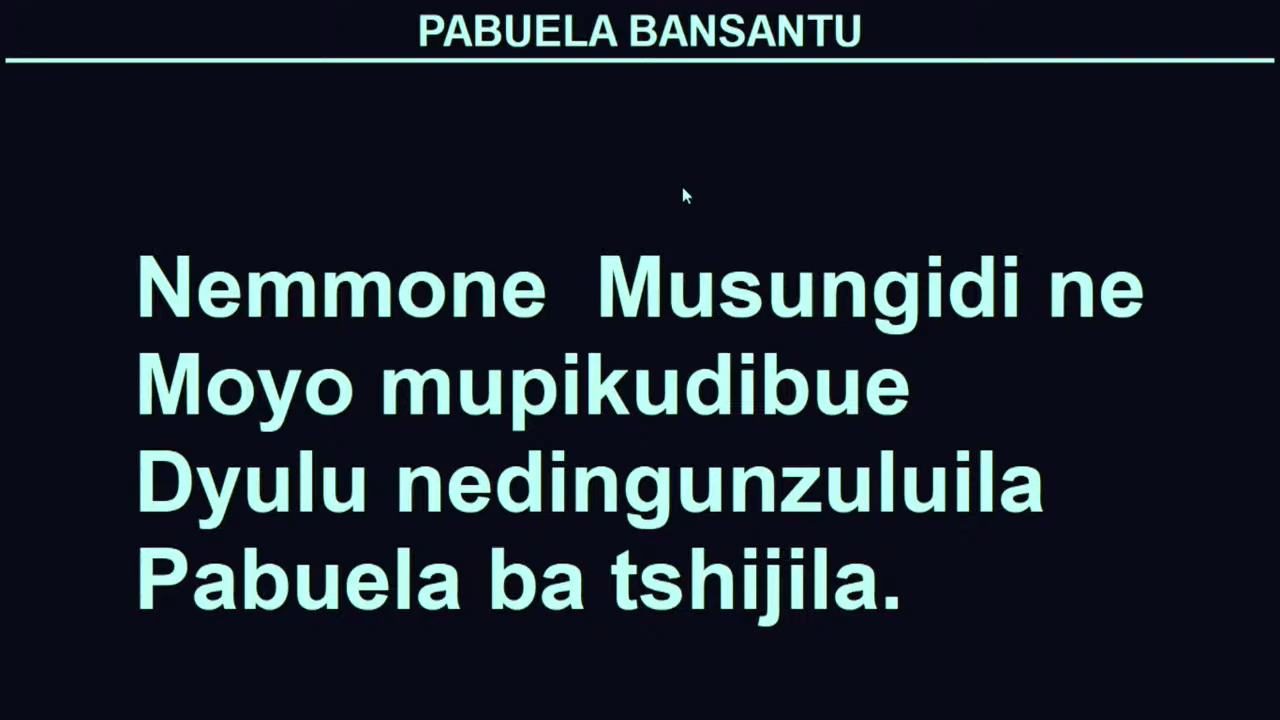 PABUELA BANSANTU
Nemmone  Musungidi ne
Moyo mupikudibue
Dyulu nedingunzuluila
Pabuela ba tshijila.